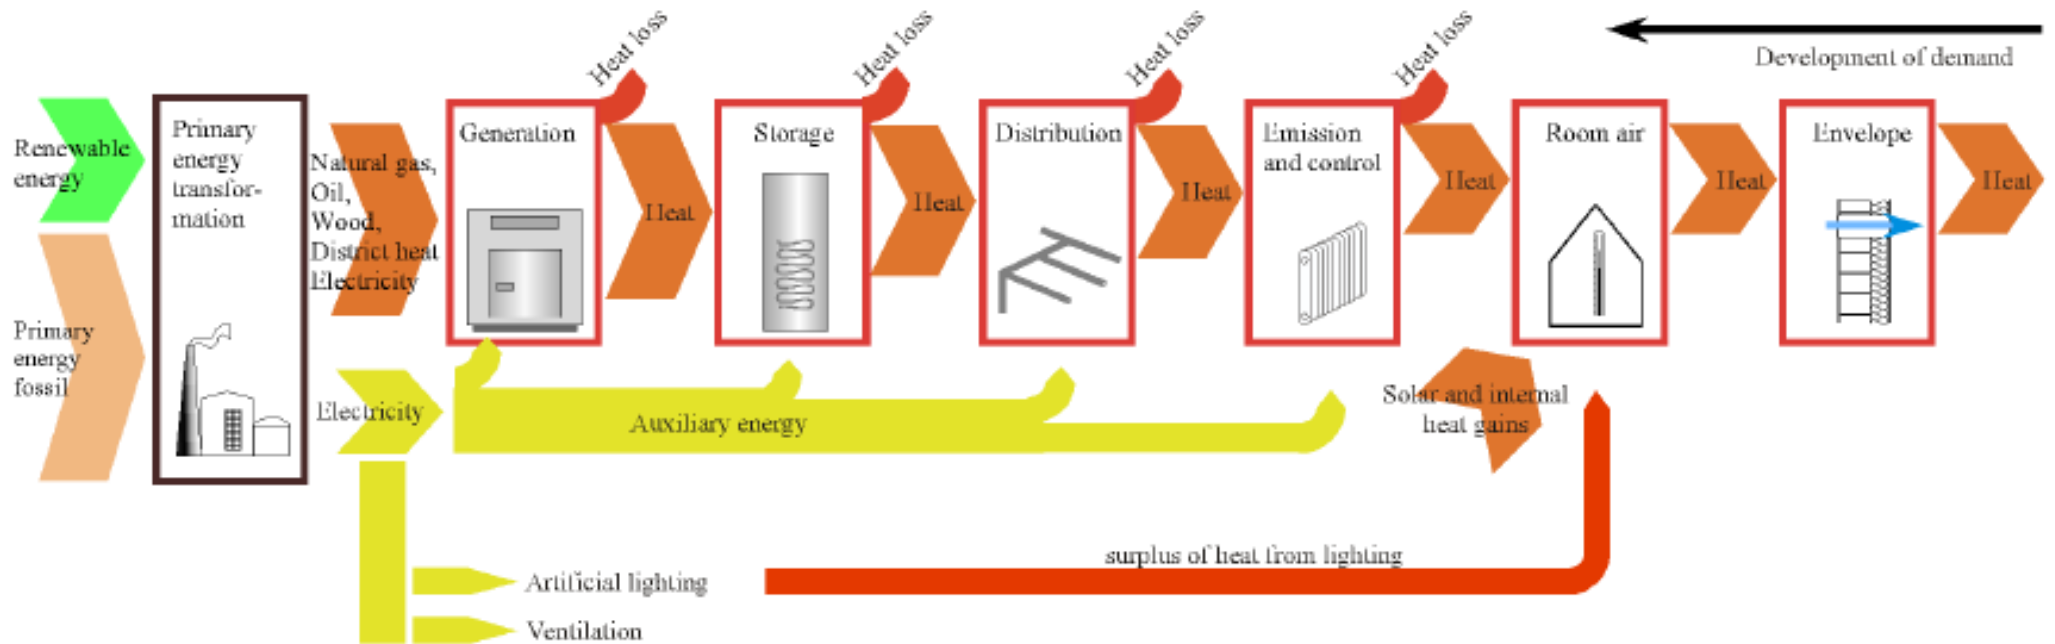 Heat loss
Heat loss
Heat loss
Heat loss
Development of demand
Renewable
energy
Primary
energy
fossil
Primary
energy
transfor-
mation
Natural gas,
Oil,
Wood,
District heat
Electricity
Generation
Heat
Storage
Heat
Distribution
Heat
Emission
and control
Heat
Room air
Heat
Envelope
Heat
Electricity
Auxiliary energy
Solar and internal
heat gains
surplus of heat from lighting
Artificial lighting
Ventilation